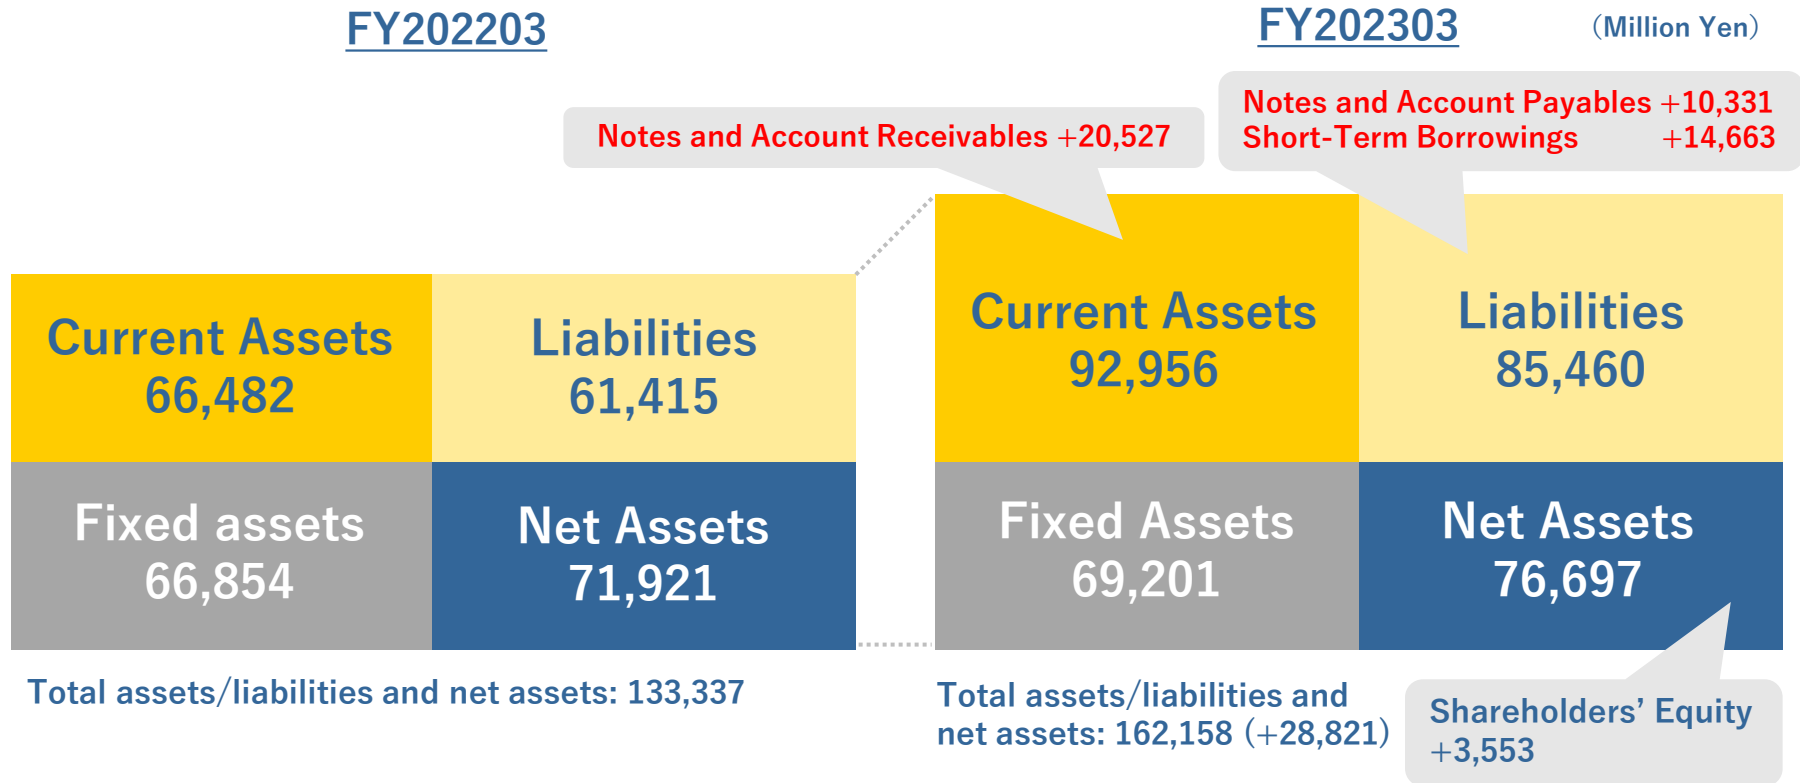 FY202203
FY202303
(Million Yen)
Notes and Account Receivables +20,527
Notes and Account Payables +10,331
Short-Term Borrowings +14,663
Current Assets
66,482
Liabilities
61,415
Fixed assets
66,854
Net Assets
71,921
Total assets/liabilities and net assets: 133,337
Current Assets
92,956
Liabilities
85,460
Fixed Assets
69,201
Net Assets
76,697
Total assets/liabilities and
net assets: 162,158 (+28,821)
Shareholders’ Equity
+3,553